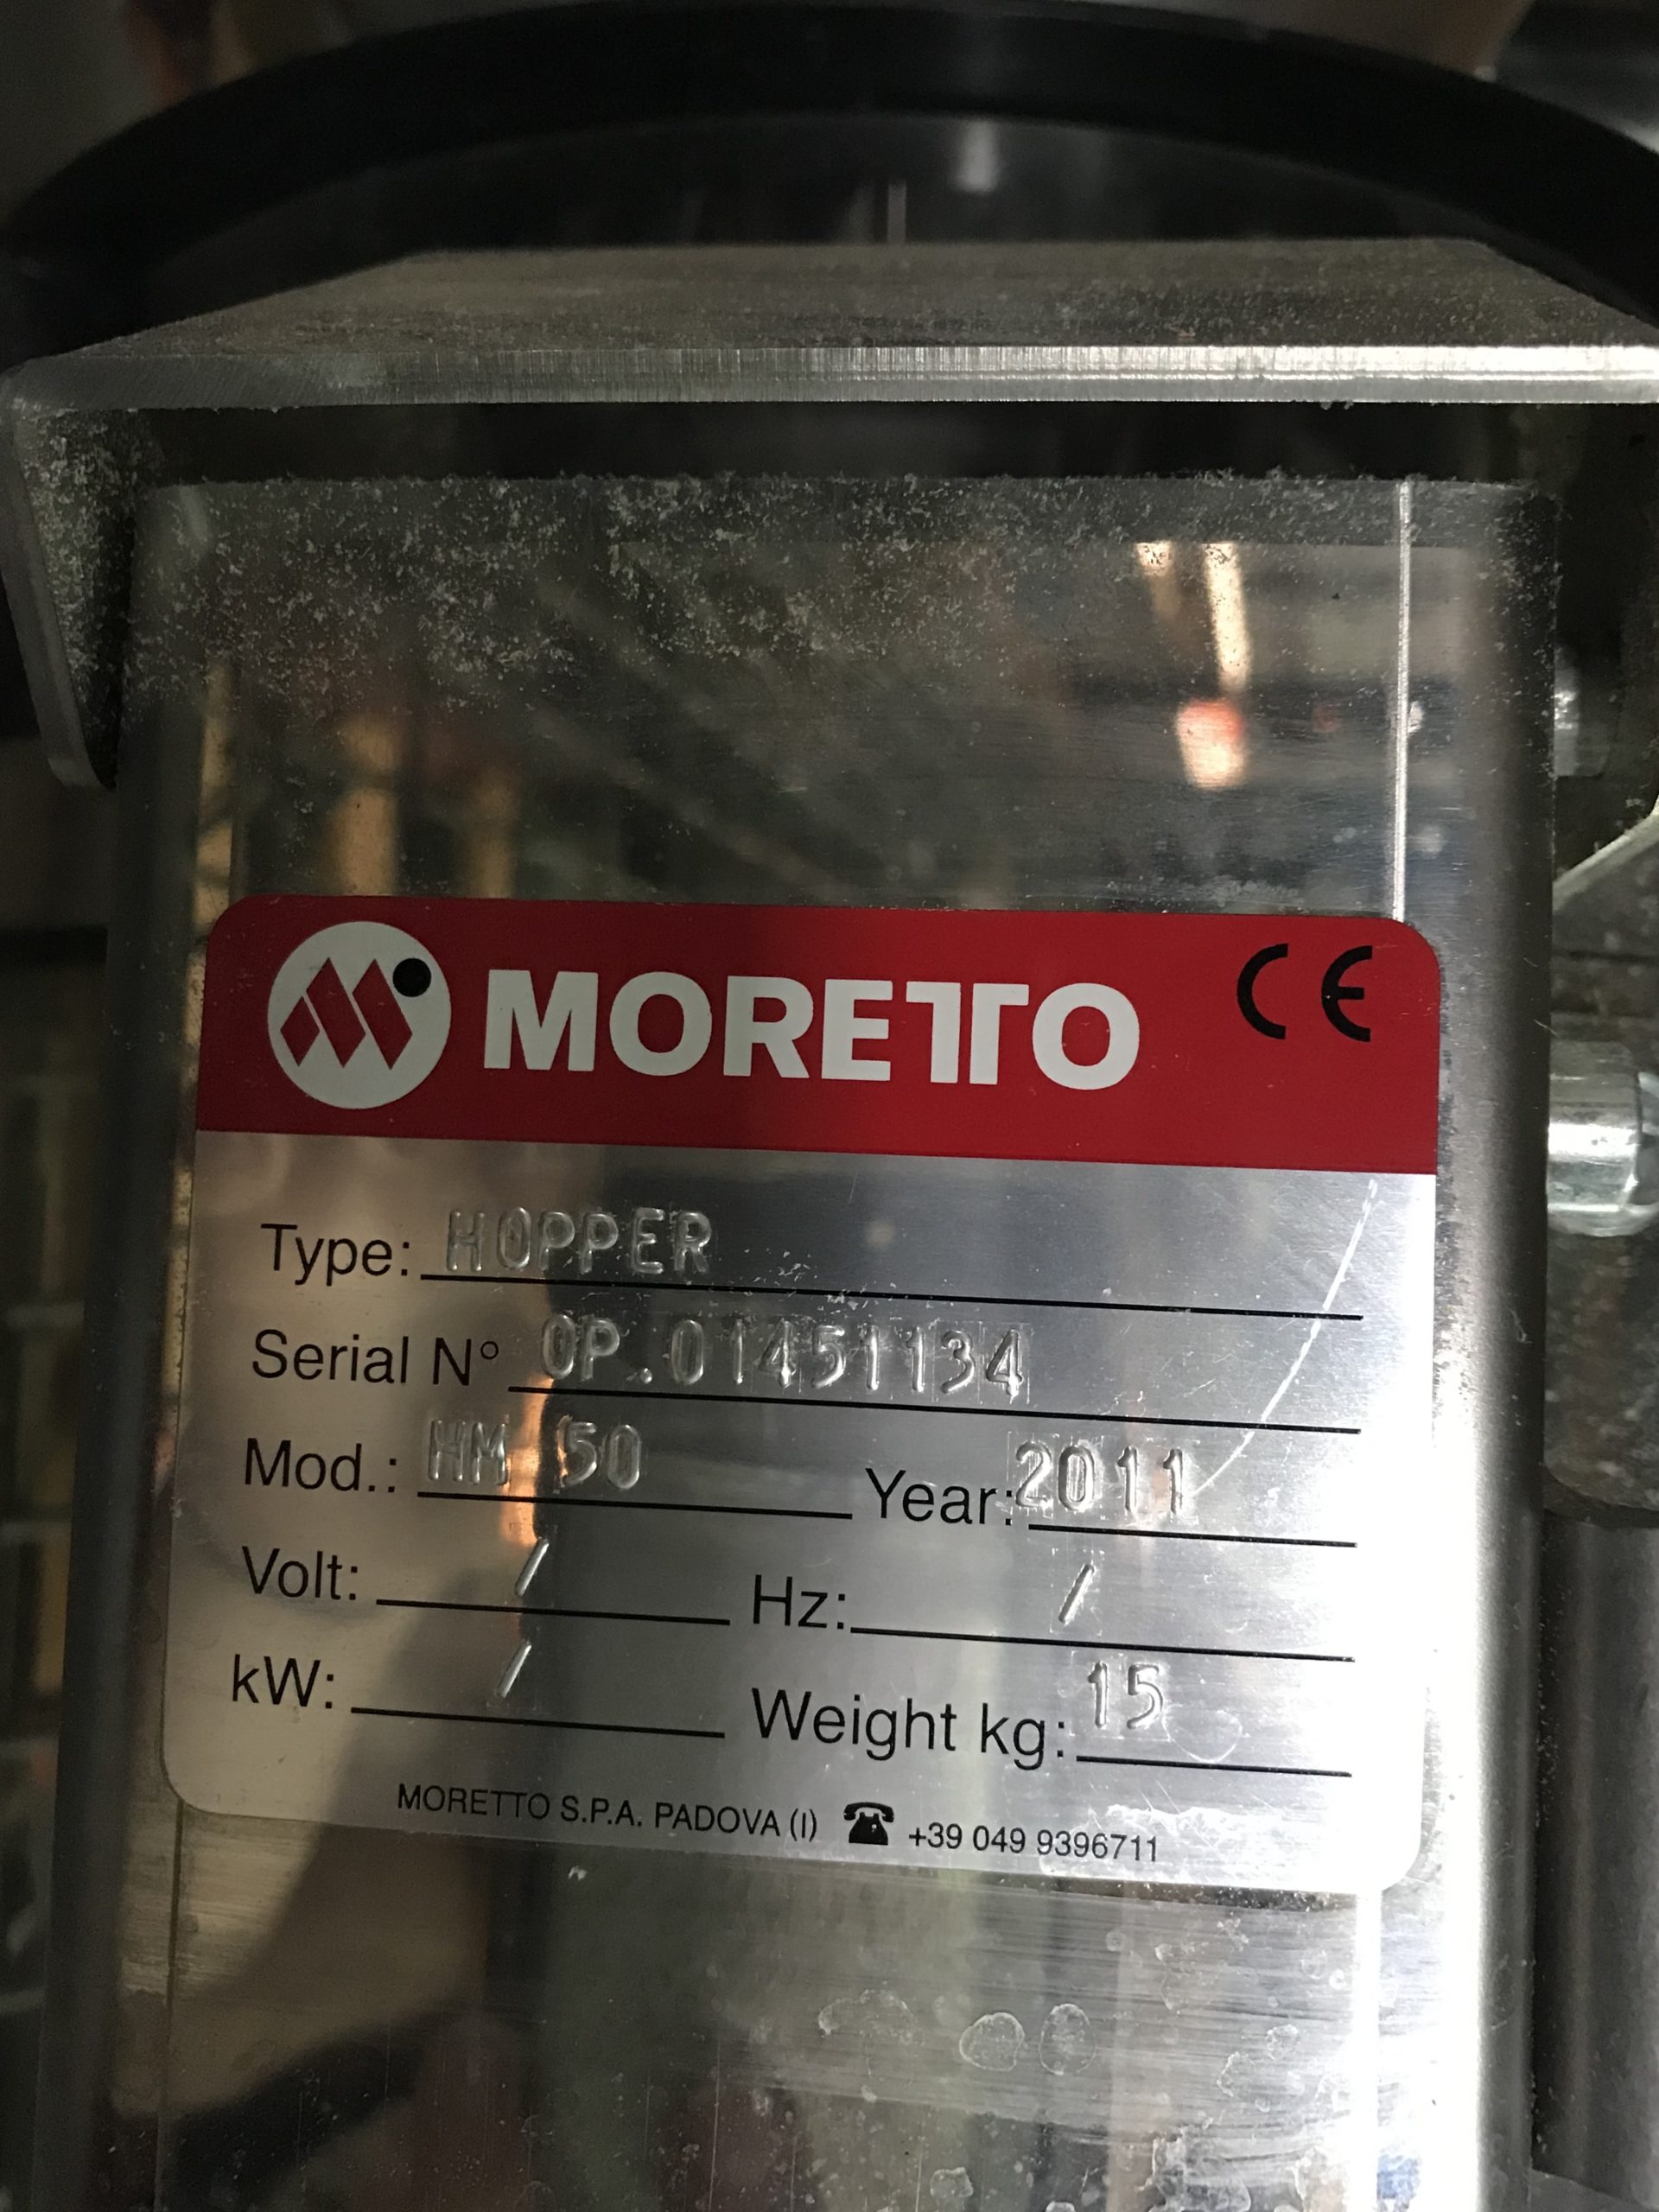 MORETTO CE
Type: HOPPER
Serial N° OP.01451134
Mod.: HM 50 Year: 2011
Volt: / Hz: /
kW: / Weight kg: 15
MORETTO S.P.A. PADOVA (I) ☎ +39 049 9396711